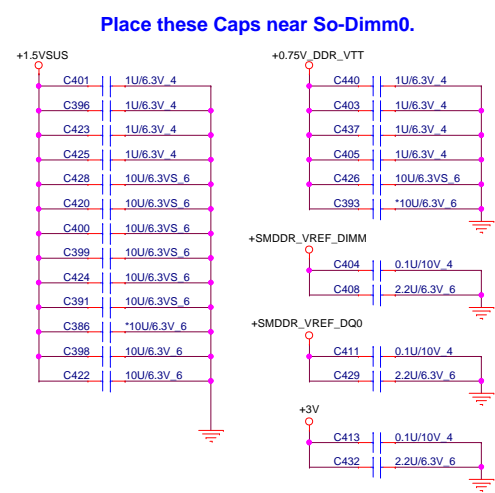 Place these Caps near So-Dimm0.
+1.5VSUS
C401 1U/6.3V_4
C396 1U/6.3V_4
C423 1U/6.3V_4
C425 1U/6.3V_4
C428 10U/6.3VS_6
C420 10U/6.3VS_6
C400 10U/6.3VS_6
C399 10U/6.3VS_6
C424 10U/6.3VS_6
C391 10U/6.3VS_6
C386 *10U/6.3V_6
C398 10U/6.3V_6
C422 10U/6.3V_6
+0.75V_DDR_VTT
C440 1U/6.3V_4
C403 1U/6.3V_4
C437 1U/6.3V_4
C405 1U/6.3V_4
C426 10U/6.3VS_6
C393 *10U/6.3V_6
+SMDDR_VREF_DIMM
C404 0.1U/10V_4
C408 2.2U/6.3V_6
+SMDDR_VREF_DQ0
C411 0.1U/10V_4
C429 2.2U/6.3V_6
+3V
C413 0.1U/10V_4
C432 2.2U/6.3V_6